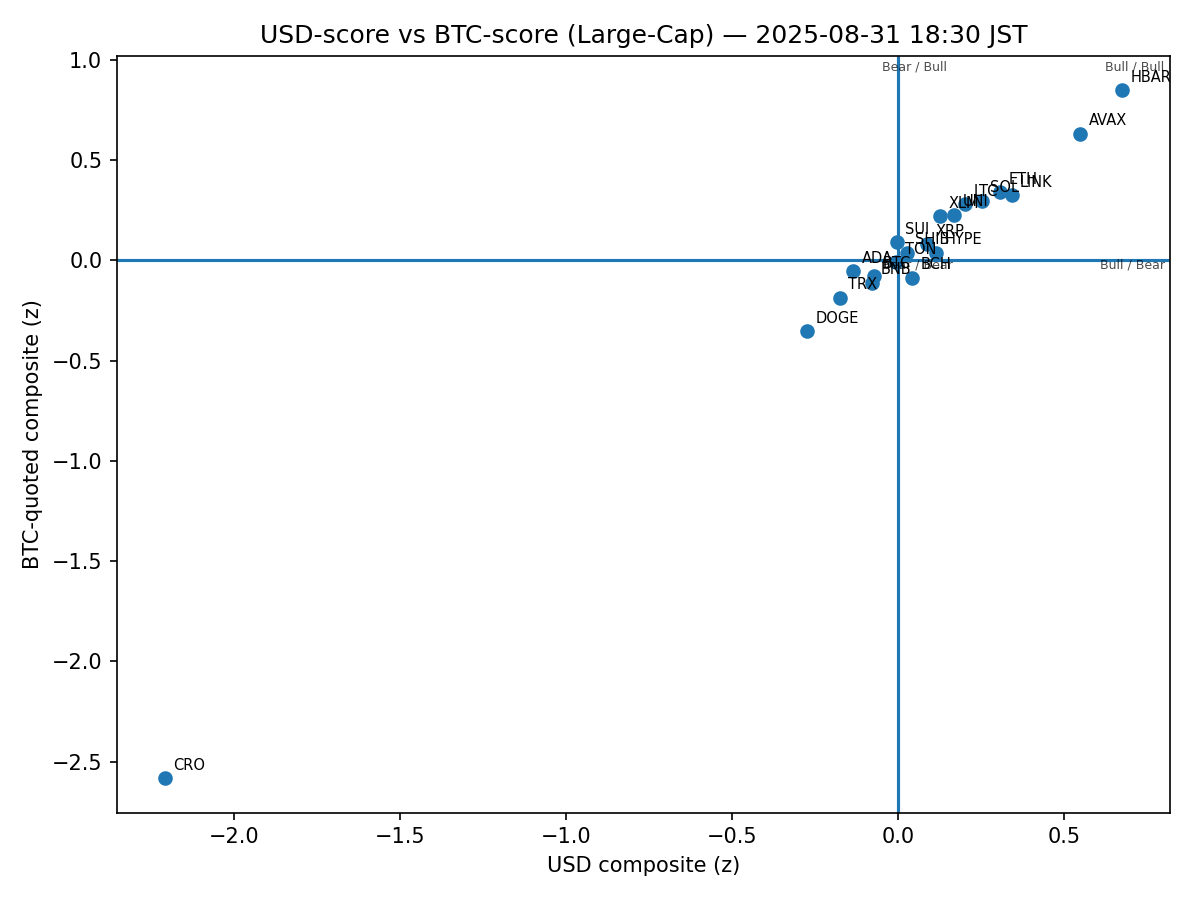 USD-score vs BTC-score (Large-Cap) — 2025-08-31 18:30 JST
1.0
Bear / Bull
Bull / Bull
HBAR
AVAX
0.5
ETH
LINK
SOL
LTC
UNI
XLM
SUI
XRP
SHIB
HYPE
TON
0.0
ADA
BTC
/ Bear
BCH
Bull / Bear
BNB
TRX
DOGE
−0.5
−1.0
−1.5
−2.0
−2.5
CRO
−2.0
−1.5
−1.0
−0.5
0.0
0.5
USD composite (z)
BTC-quoted composite (z)